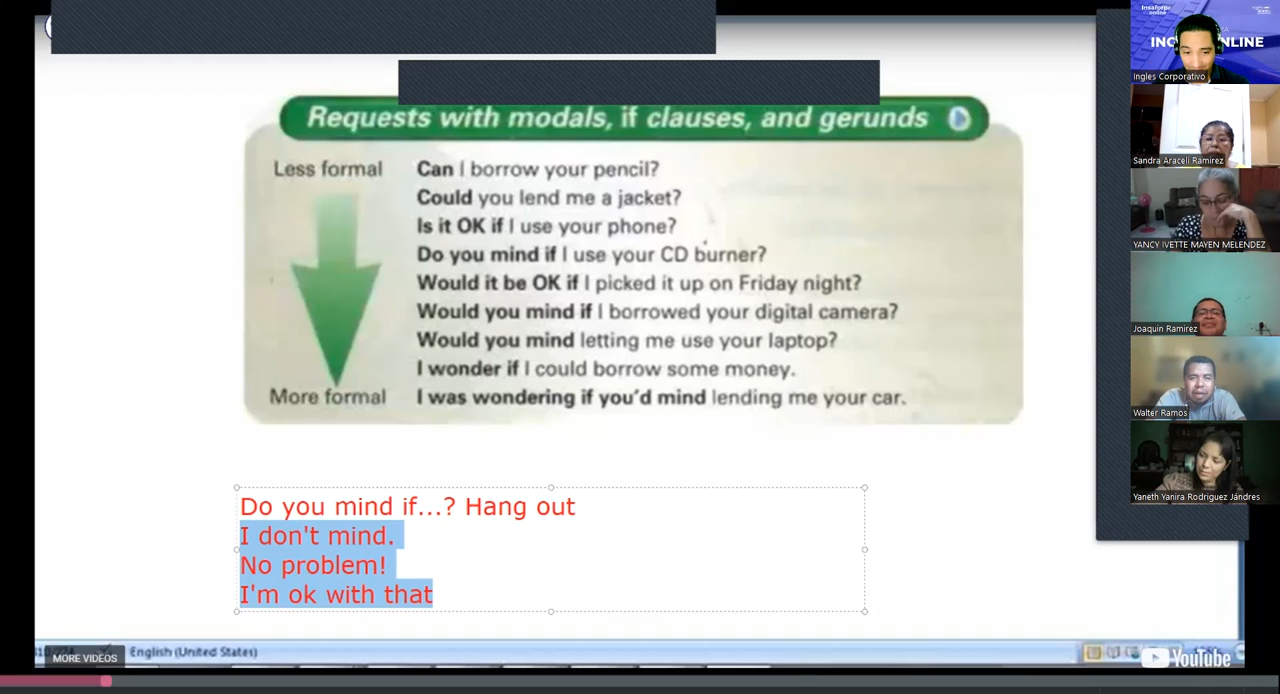 Requests with modals, if clauses, and gerunds
Less formal
Can I borrow your pencil?
Could you lend me a jacket?
Is it OK if I use your phone?
Do you mind if I use your CD burner?
Would it be OK if I picked it up on Friday night?
Would you mind if I borrowed your digital camera?
Would you mind letting me use your laptop?
I wonder if I could borrow some money.
More formal
I was wondering if you'd mind lending me your car.
Do you mind if...? Hang out
I don't mind.
No problem!
I'm ok with that
English (United States)
MORE VIDEOS
YouTube
Insaforp
online
Ingles Corporativo
Sandra Araceli Ramirez
YANCY IVETTE MAYEN MELENDEZ
Joaquin Ramirez
Walter Ramos
Yaneth Yanira Rodriguez Jándres